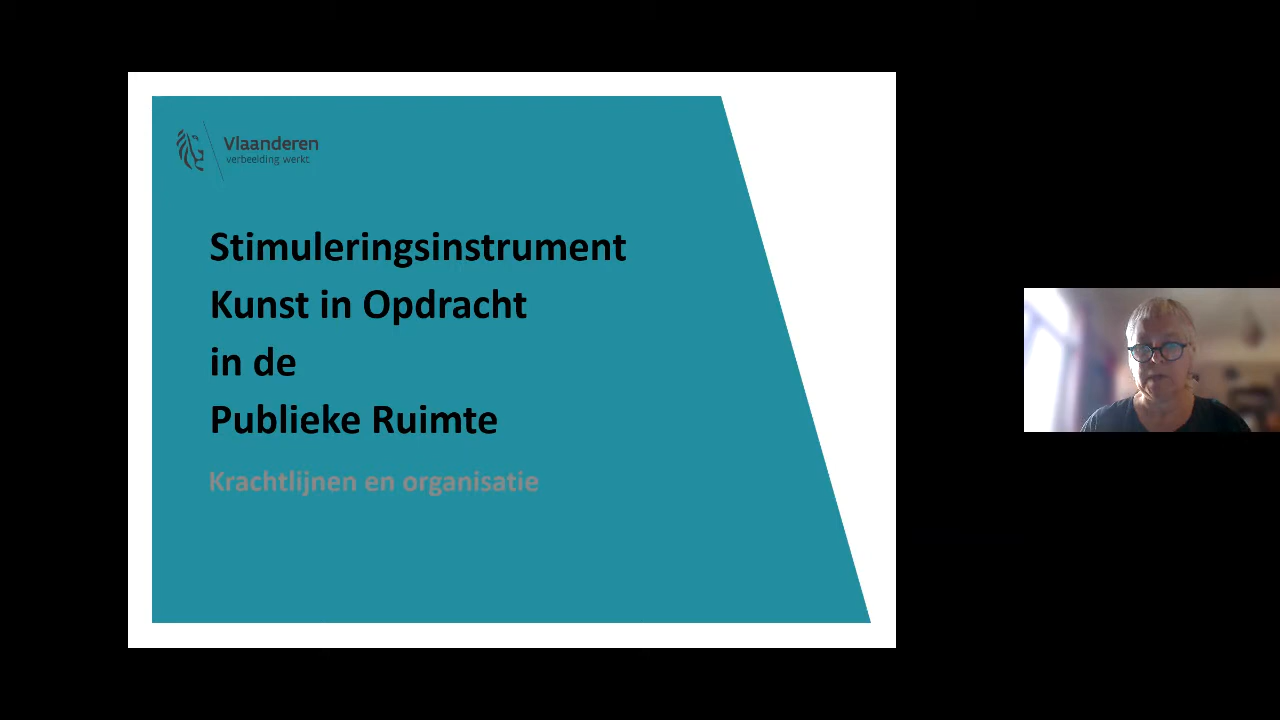 Vlaanderen
verbeelding werkt
Stimuleringsinstrument
Kunst in Opdracht
in de
Publieke Ruimte
Krachtlijnen en organisatie